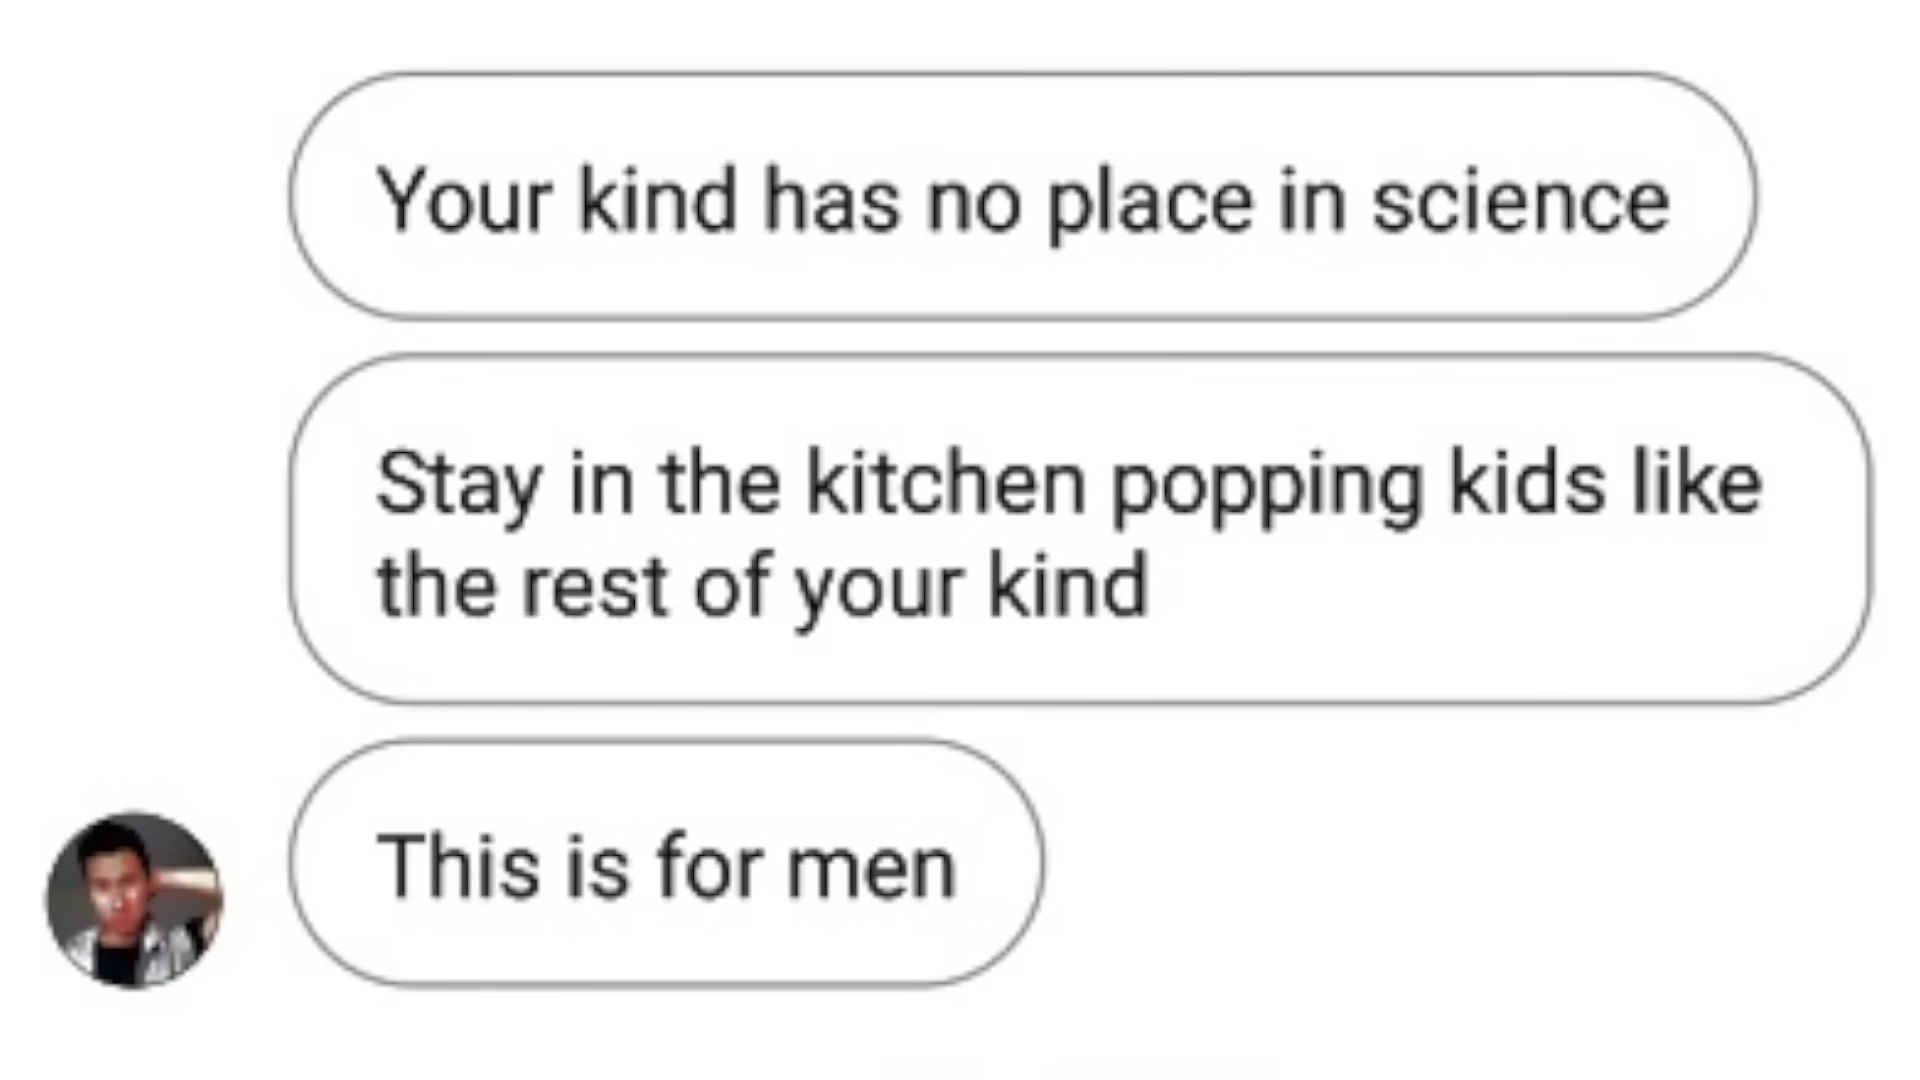 Your kind has no place in science
Stay in the kitchen popping kids like
the rest of your kind
This is for men